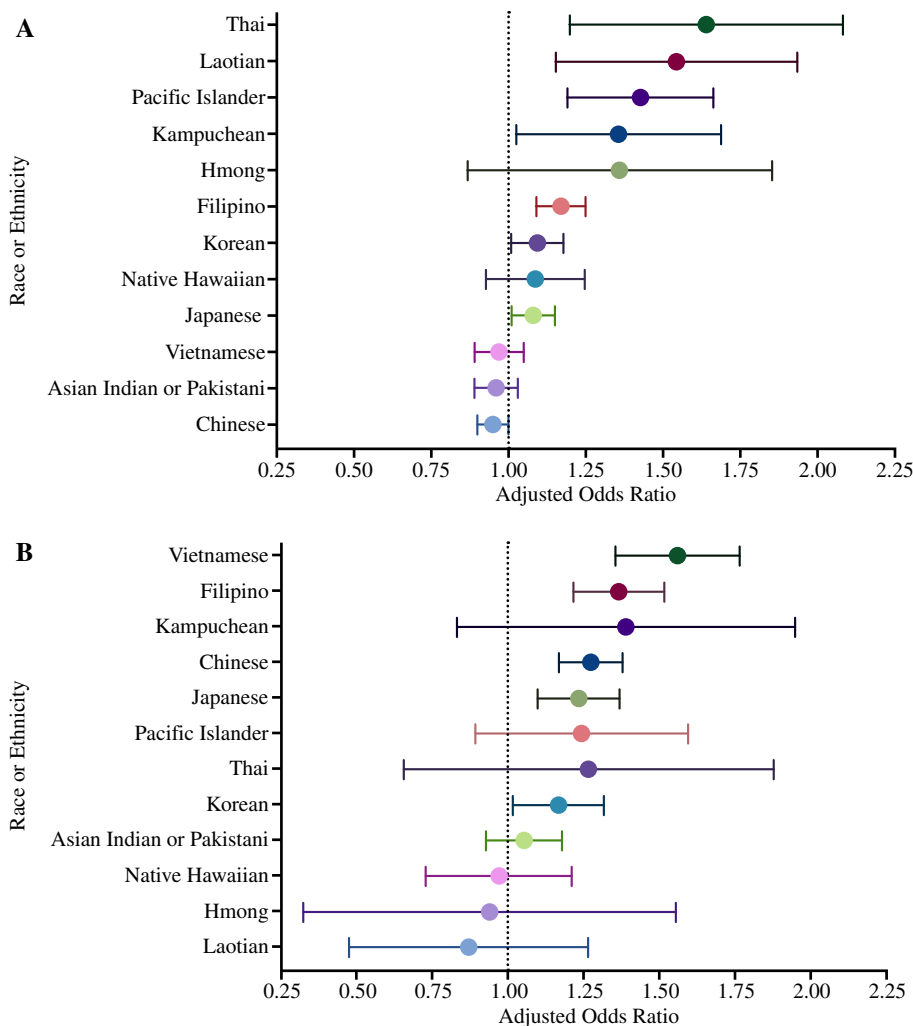 A
Thai
Laotian
Pacific Islander
Kampuchean
Hmong
Filipino
Korean
Native Hawaiian
Japanese
Vietnamese
Asian Indian or Pakistani
Chinese
Race or Ethnicity
0.25 0.50 0.75 1.00 1.25 1.50 1.75 2.00 2.25
Adjusted Odds Ratio
B
Vietnamese
Filipino
Kampuchean
Chinese
Japanese
Pacific Islander
Thai
Korean
Asian Indian or Pakistani
Native Hawaiian
Hmong
Laotian
Race or Ethnicity
0.25 0.50 0.75 1.00 1.25 1.50 1.75 2.00 2.25
Adjusted Odds Ratio